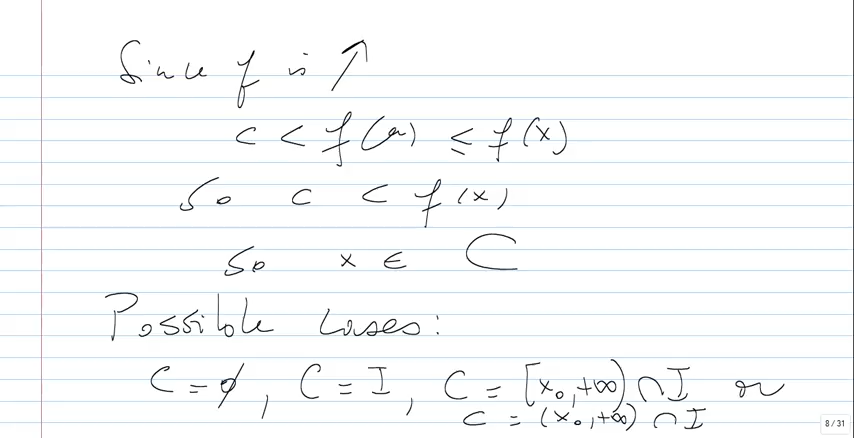 Since f is ↑
c < f(a) ≤ f(x)
So c < f(x)
So x ∈ C
Possible cases:
C = ∅, C = I, C = [x₀, +∞) ∩ I or
C = (x₀, +∞) ∩ I
8 / 31